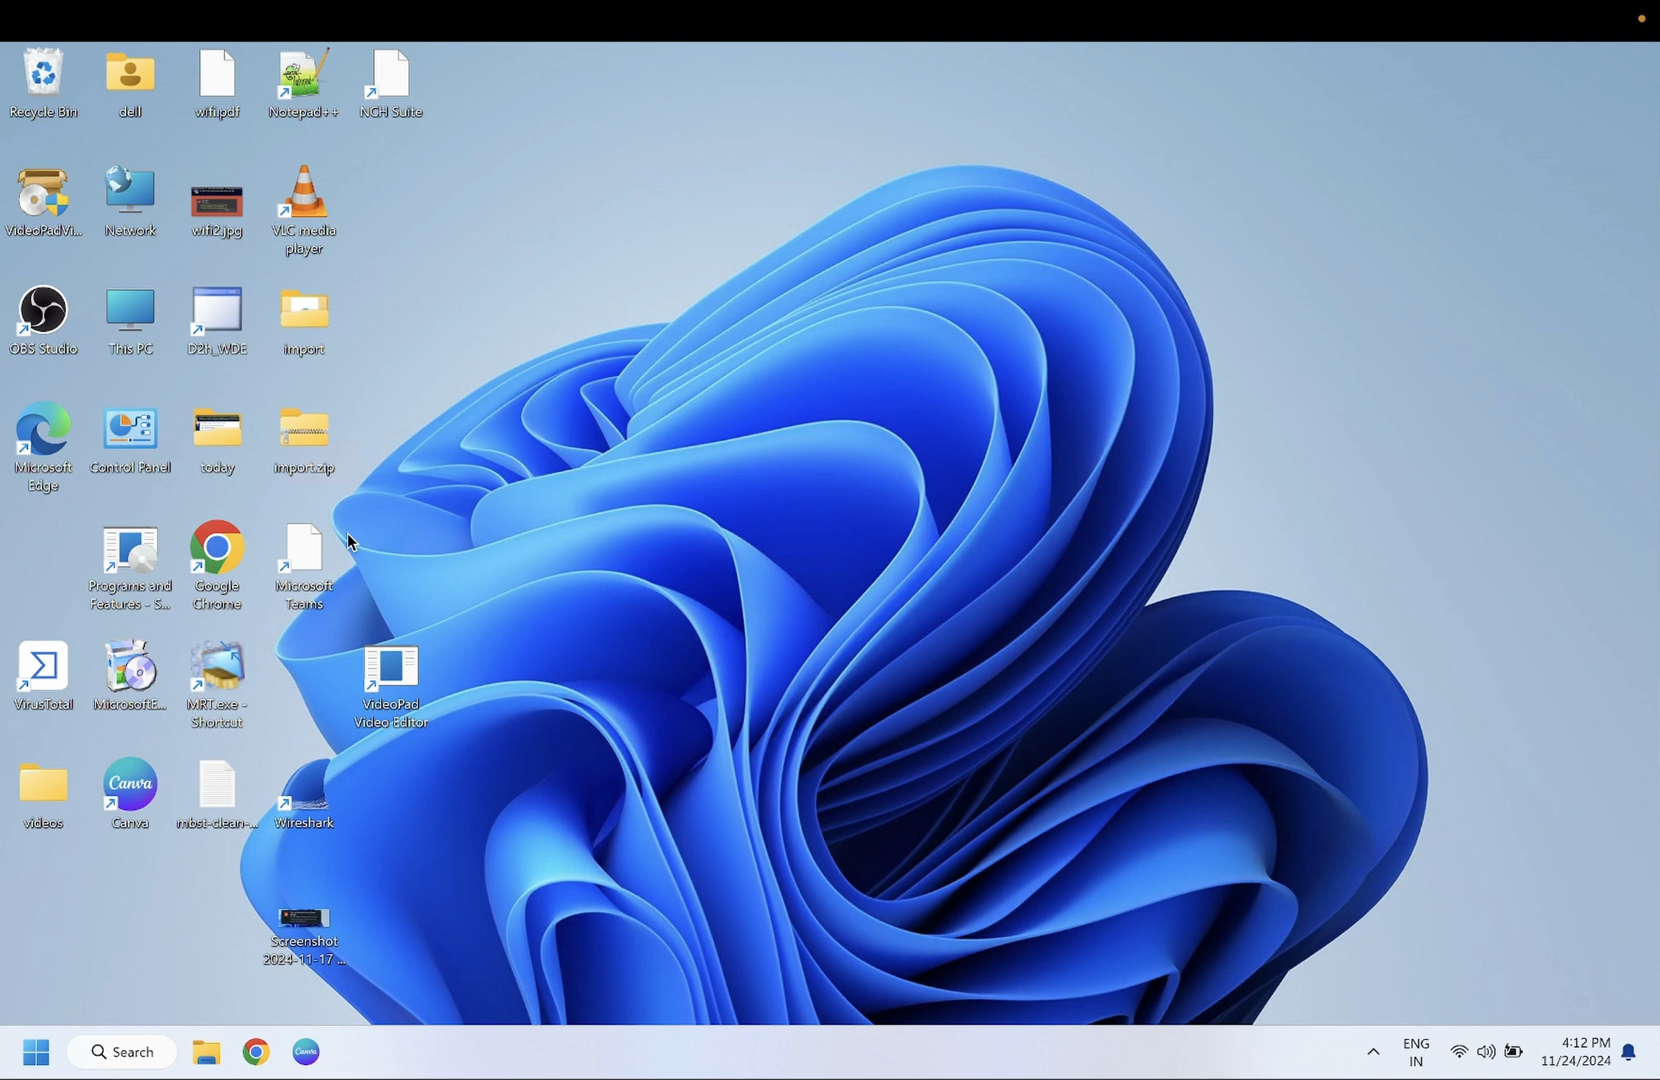 Recycle Bin
dell
wifi.pdf
Notepad++
NCH Suite
VideoPadVi...
Network
wifi2.jpg
VLC media
player
OBS Studio
This PC
D2h_WDE
import
Microsoft
Edge
Control Panel
today
import.zip
Programs and
Features - S...
Google
Chrome
Microsoft
Teams
VirusTotal
MicrosoftE...
MRT.exe -
Shortcut
VideoPad
Video Editor
videos
Canva
Canva
mbst-clean-...
Wireshark
Screenshot
2024-11-17 ...
Search
Canva
ENG
IN
4:12 PM
11/24/2024